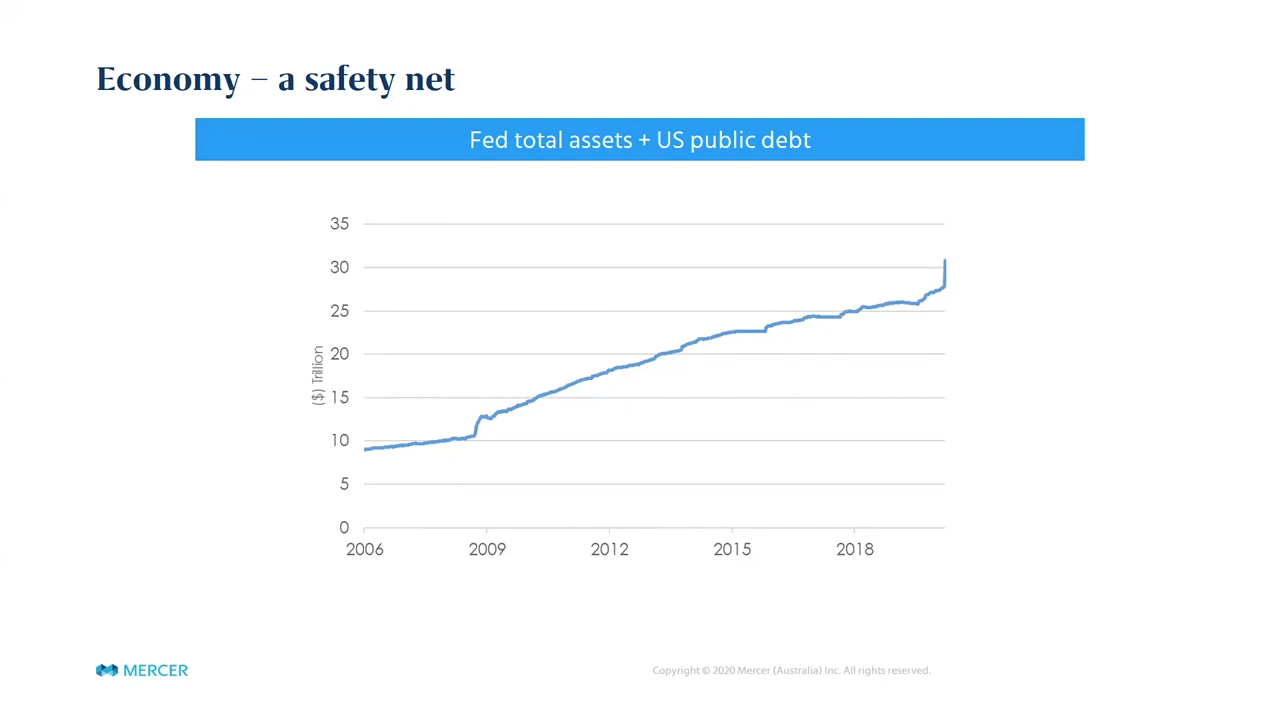 Economy – a safety net
Fed total assets + US public debt
35
30
25
20
15
10
5
0
($) Trillion
2006 2009 2012 2015 2018
MERCER
Copyright © 2020 Mercer (Australia) Inc. All rights reserved.